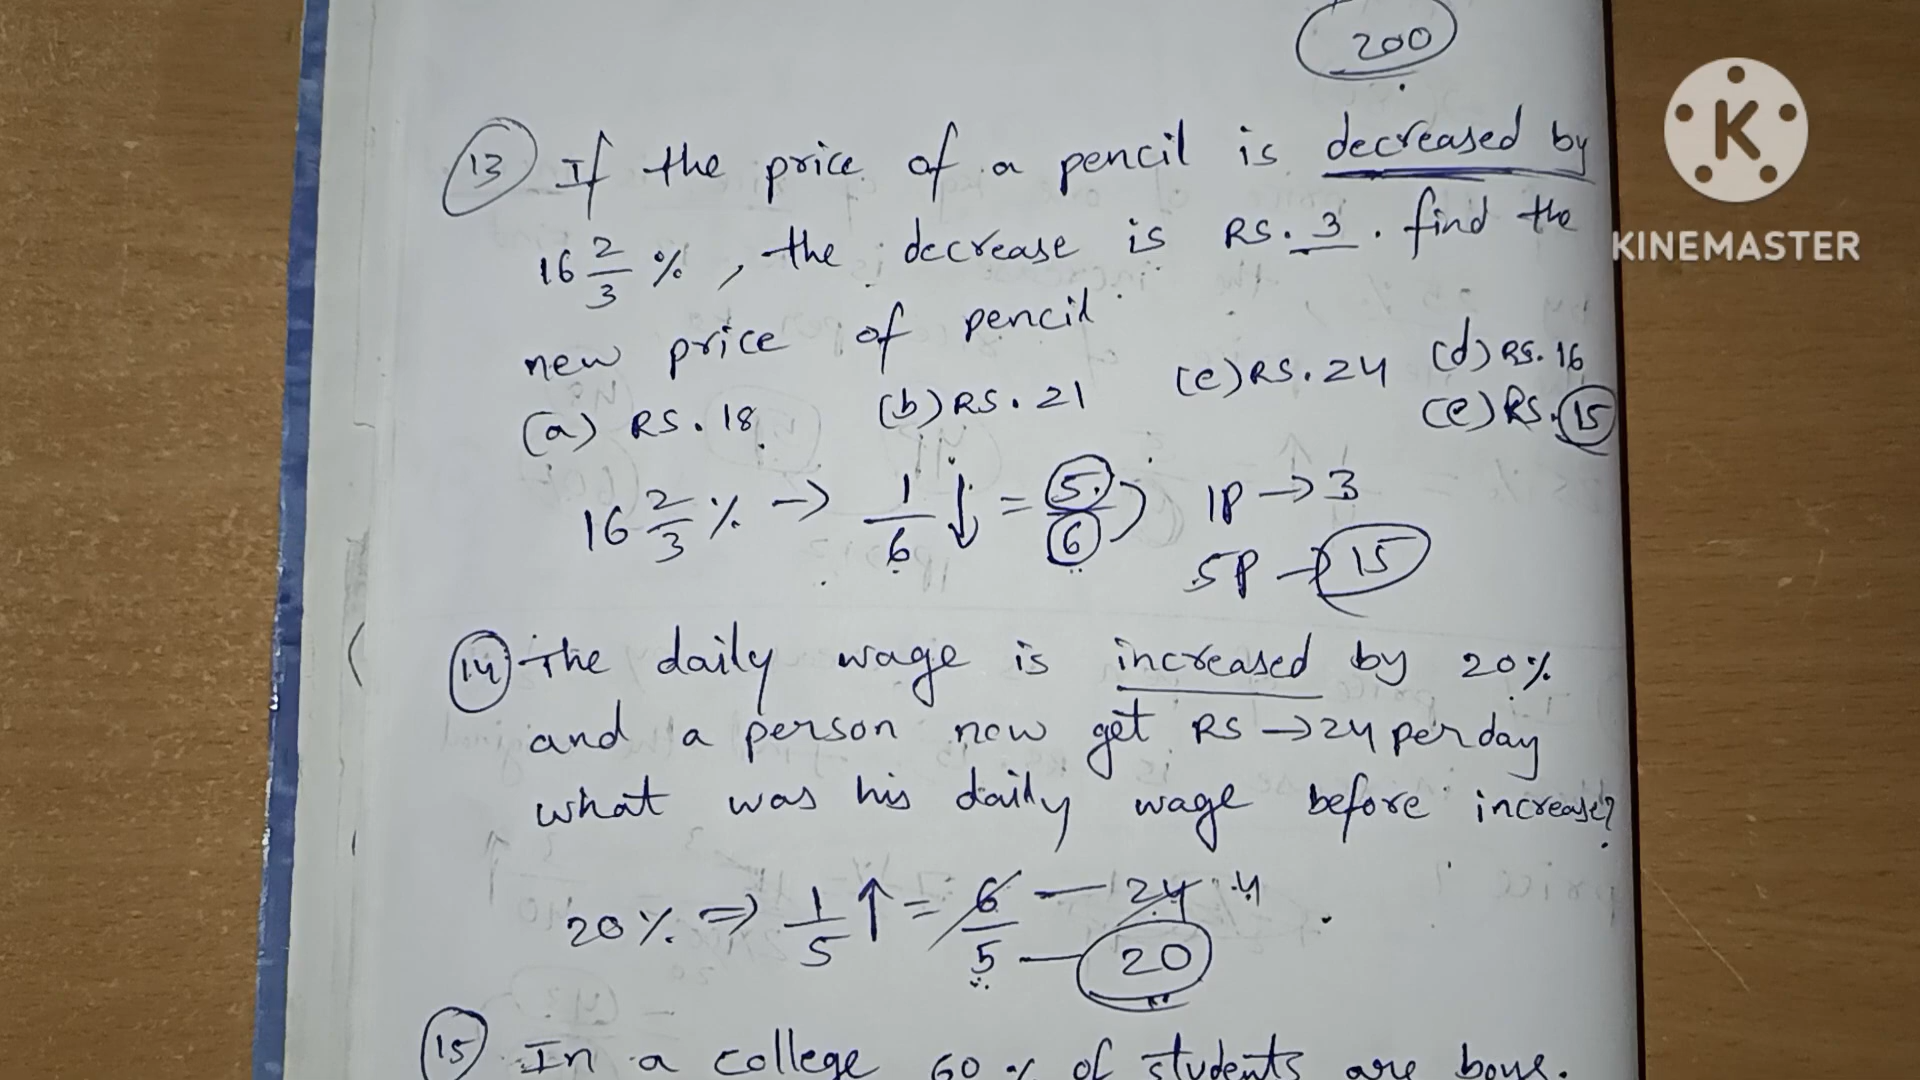 200
13 If the price of a pencil is decreased by
16 2/3 %, the decrease is RS. 3. find the
new price of pencil
(a) RS. 18 (b) RS. 21 (c) RS. 24 (d) RS. 16
(e) RS. 15
16 2/3 % → 1/6 ↓ = 5/6 ) 1P → 3
5P → 15
14 The daily wage is increased by 20%
and a person now get RS → 24 per day
what was his daily wage before increase?
20% ⇒ 1/5 ↑ = 6/5 — 24 4
— 20
15 In a college 60% of students are boys.
K
KINEMASTER